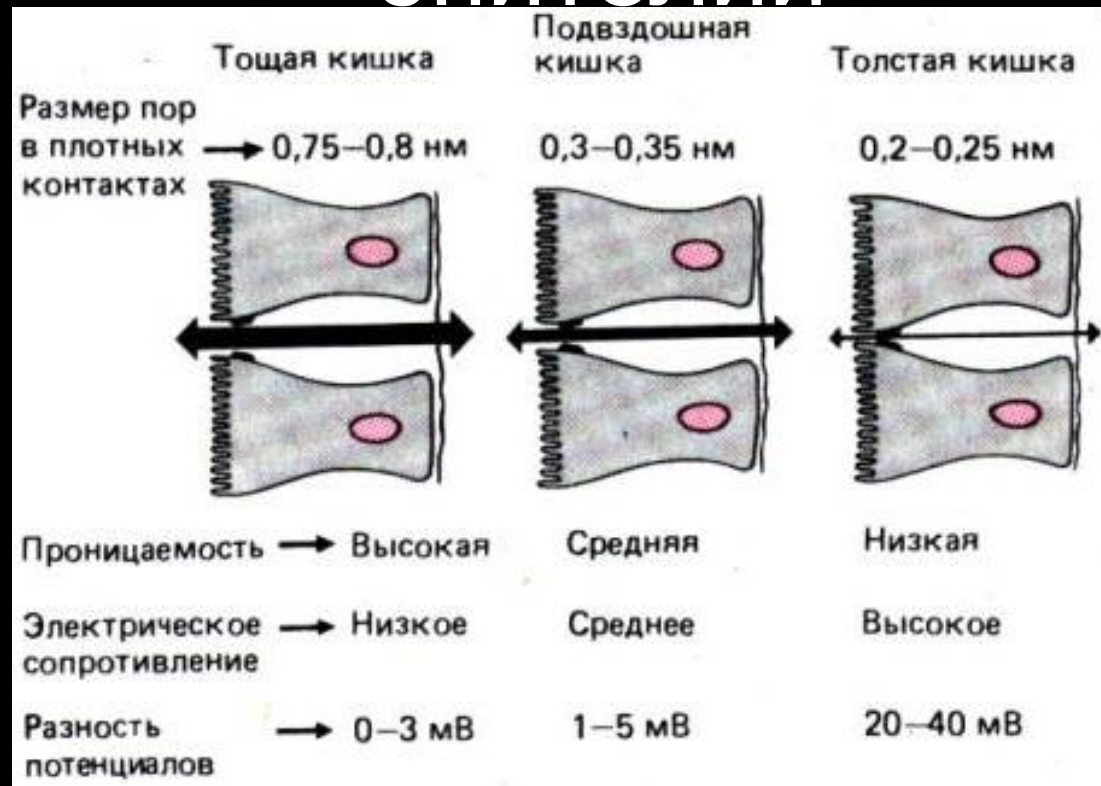 Тощая кишка
Подвздошная
кишка
Толстая кишка
Размер пор
в плотных
контактах
0,75—0,8 нм
0,3—0,35 нм
0,2—0,25 нм
Проницаемость
Высокая
Средняя
Низкая
Электрическое
сопротивление
Низкое
Среднее
Высокое
Разность
потенциалов
0—3 мВ
1—5 мВ
20—40 мВ